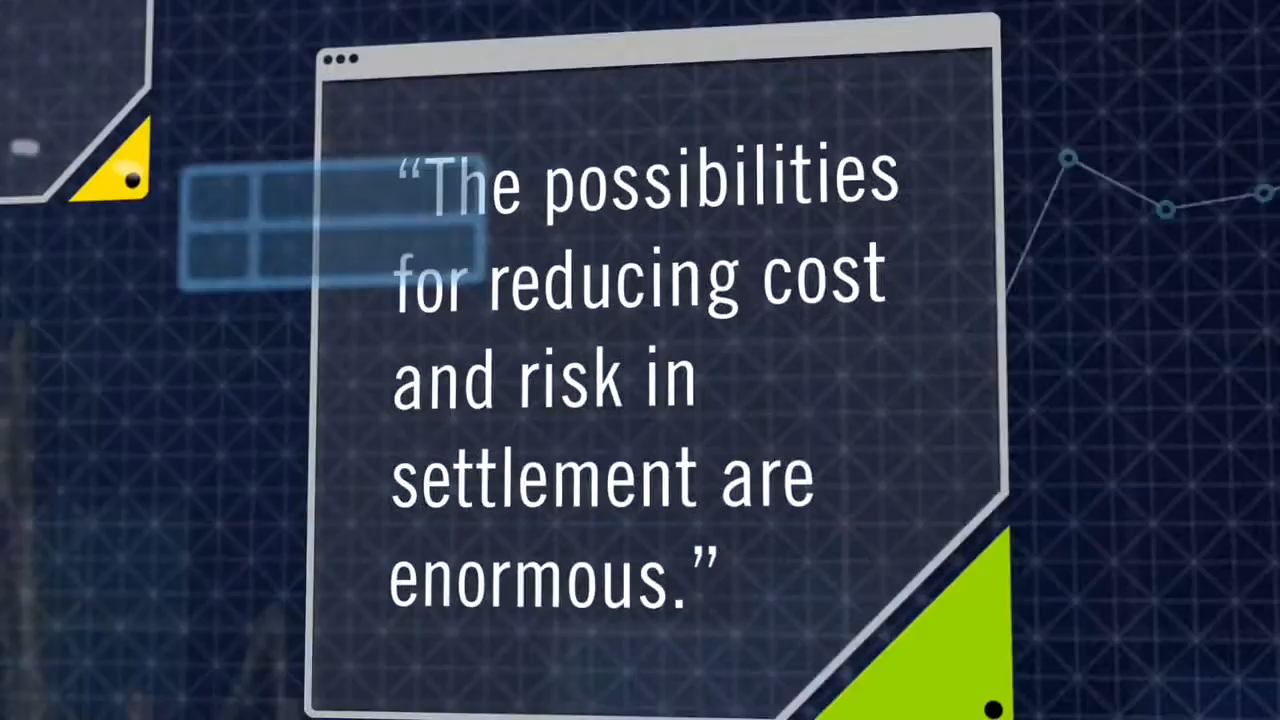 “The possibilities
for reducing cost
and risk in
settlement are
enormous.”